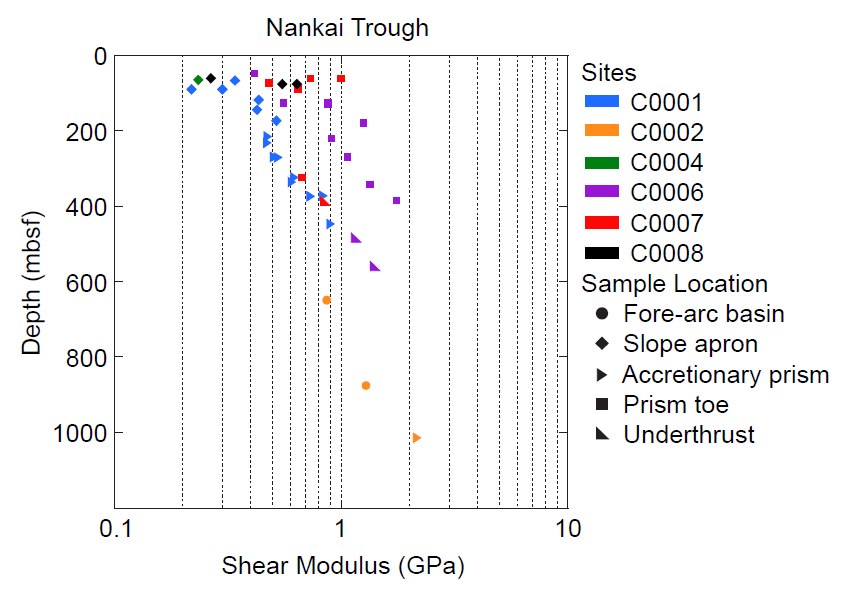 Nankai Trough
0
200
400
600
800
1000
Depth (mbsf)
0.1
1
10
Shear Modulus (GPa)
Sites
C0001
C0002
C0004
C0006
C0007
C0008
Sample Location
Fore-arc basin
Slope apron
Accretionary prism
Prism toe
Underthrust